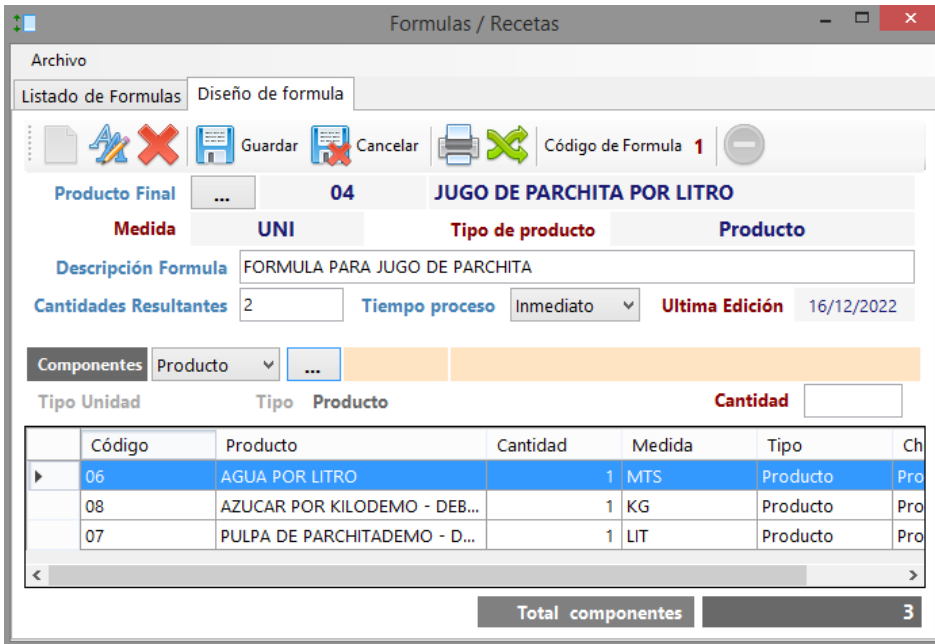 Formulas / Recetas
Archivo
Listado de Formulas Diseño de formula
Guardar Cancelar Código de Formula 1
Producto Final ... 04 JUGO DE PARCHITA POR LITRO
Medida UNI Tipo de producto Producto
Descripción Formula FORMULA PARA JUGO DE PARCHITA
Cantidades Resultantes 2 Tiempo proceso Inmediato Ultima Edición 16/12/2022
Componentes Producto ...
Tipo Unidad Tipo Producto Cantidad
Código Producto Cantidad Medida Tipo Ch
06 AGUA POR LITRO 1 MTS Producto Pro
08 AZUCAR POR KILODEMO - DEB... 1 KG Producto Pro
07 PULPA DE PARCHITADEMO - D... 1 LIT Producto Pro
Total componentes 3